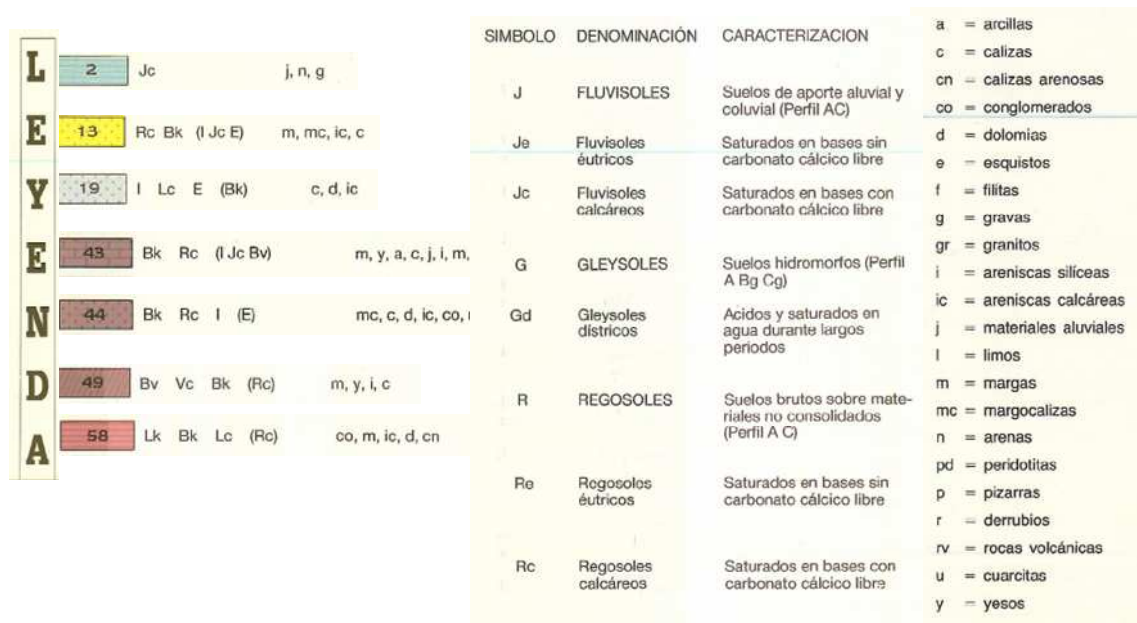 LEYENDA
2 Jc j, n, g
13 Rc Bk (I Jc E) m, mc, ic, c
19 I Lc E (Bk) c, d, ic
43 Bk Rc (I Jc Bv) m, y, a, c, j, i, m,
44 Bk Rc I (E) mc, c, d, ic, co,
49 Bv Vc Bk (Rc) m, y, i, c
58 Lk Bk Lc (Rc) co, m, ic, d, cn
SIMBOLO DENOMINACIÓN CARACTERIZACION
J FLUVISOLES Suelos de aporte aluvial y
coluvial (Perfil AC)
Je Fluvisoles Saturados en bases sin
éutricos carbonato cálcico libre
Jc Fluvisoles Saturados en bases con
calcáreos carbonato cálcico libre
G GLEYSOLES Suelos hidromorfos (Perfil
A Bg Cg)
Gd Gleysoles Acidos y saturados en
dístricos agua durante largos
periodos
R REGOSOLES Suelos brutos sobre mate-
riales no consolidados
(Perfil A C)
Re Regosoles Saturados en bases sin
éutricos carbonato cálcico libre
Rc Regosoles Saturados en bases con
calcáreos carbonato cálcico libre
a = arcillas
c = calizas
cn = calizas arenosas
co = conglomerados
d = dolomias
e = esquistos
f = filitas
g = gravas
gr = granitos
i = areniscas silíceas
ic = areniscas calcáreas
j = materiales aluviales
l = limos
m = margas
mc = margocalizas
n = arenas
pd = peridotitas
p = pizarras
r = derrubios
rv = rocas volcánicas
u = cuarcitas
y = yesos